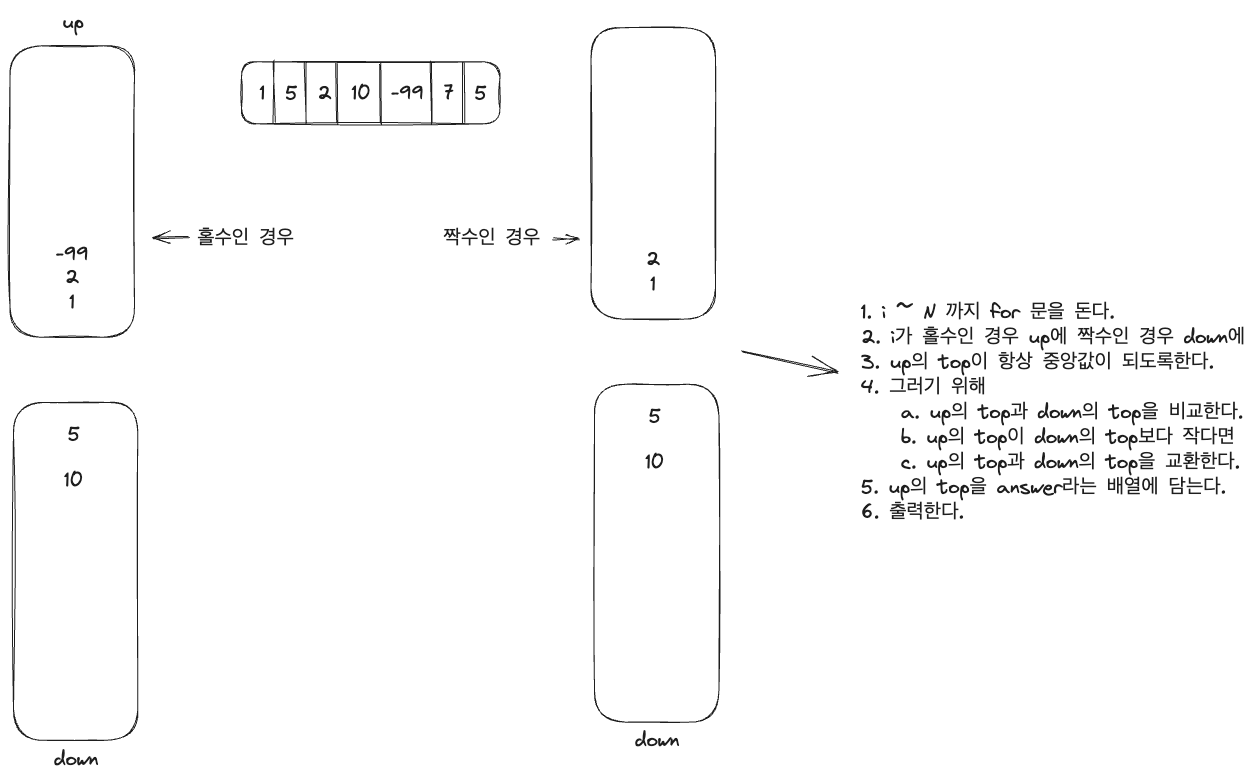 up
1 5 2 10 -99 7 5
홀수인 경우
짝수인 경우
-99
2
1
2
1
5
10
down
5
10
down
1. i ~ N 까지 for 문을 돈다.
2. i가 홀수인 경우 up에 짝수인 경우 down에
3. up의 top이 항상 중앙값이 되도록한다.
4. 그러기 위해
a. up의 top과 down의 top을 비교한다.
b. up의 top이 down의 top보다 작다면
c. up의 top과 down의 top을 교환한다.
5. up의 top을 answer라는 배열에 담는다.
6. 출력한다.